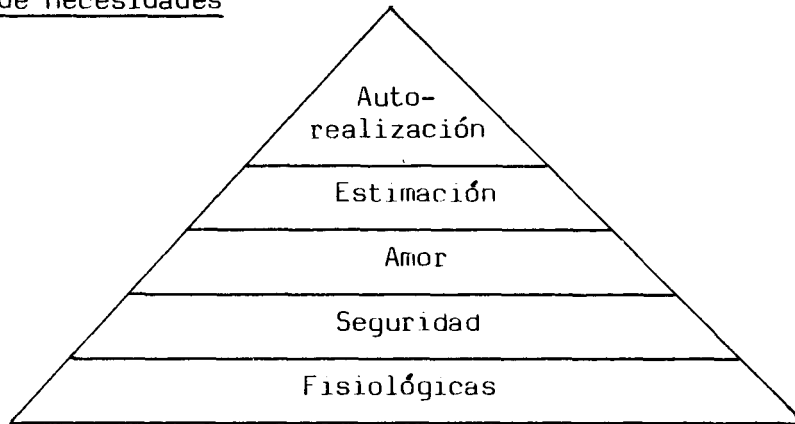 de necesidades
Auto-
realización
Estimación
Amor
Seguridad
Fisiológicas